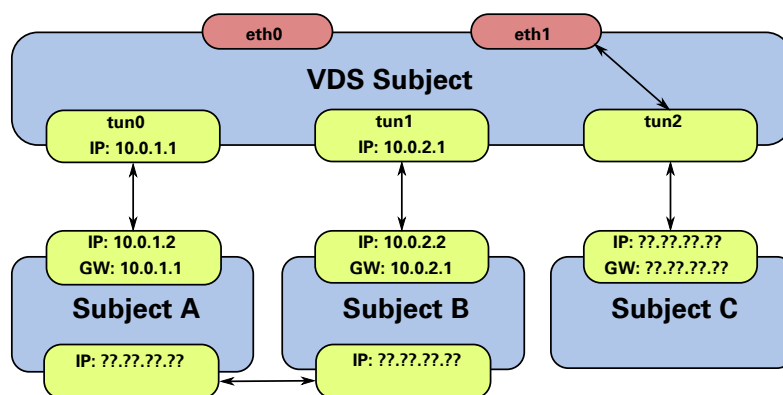 eth0
eth1
VDS Subject
tun0
IP: 10.0.1.1
tun1
IP: 10.0.2.1
tun2
IP: 10.0.1.2
GW: 10.0.1.1
IP: 10.0.2.2
GW: 10.0.2.1
IP: ??.??.??.??
GW: ??.??.??.??
Subject A
Subject B
Subject C
IP: ??.??.??.??
IP: ??.??.??.??